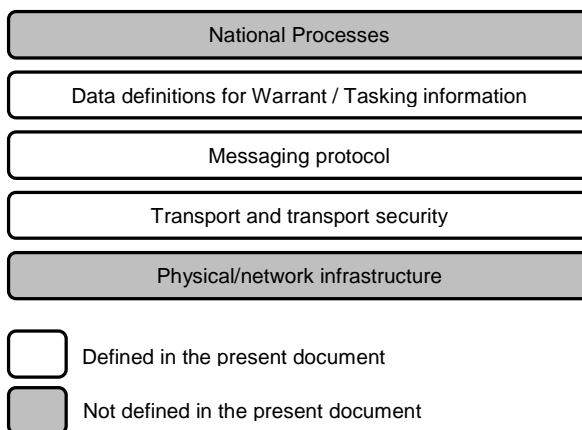 National Processes
Data definitions for Warrant / Tasking information
Messaging protocol
Transport and transport security
Physical/network infrastructure
Defined in the present document
Not defined in the present document